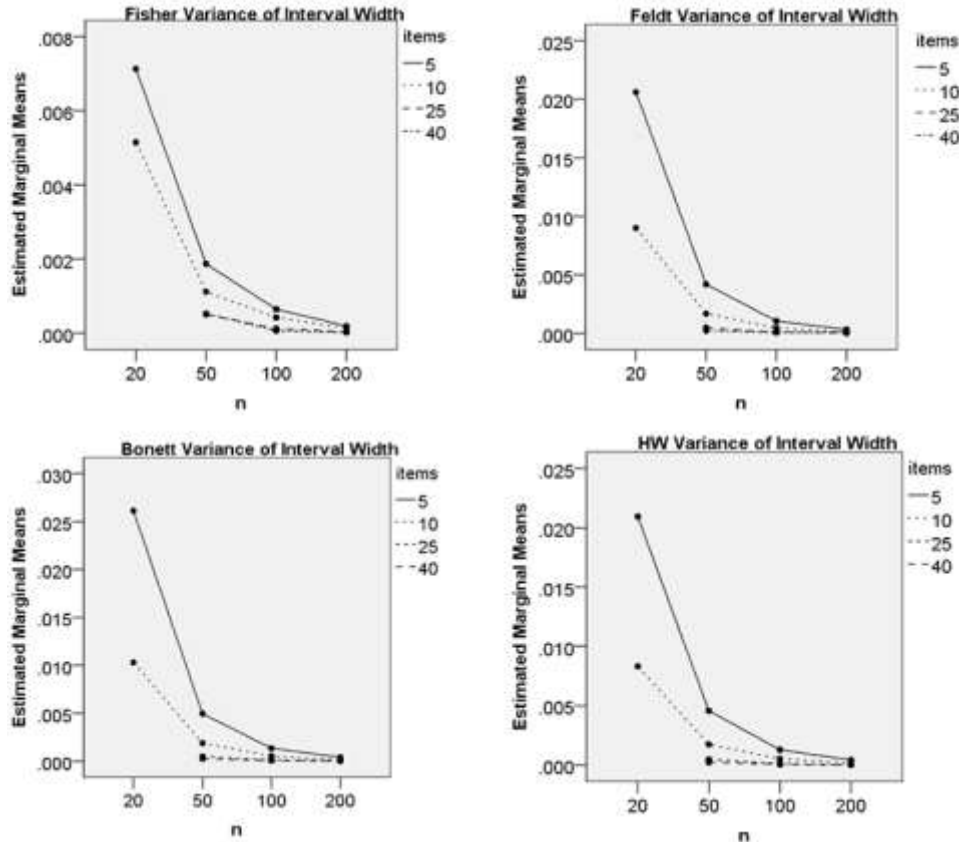 Fisher Variance of Interval Width
Estimated Marginal Means
.008
.006
.004
.002
.000
20 50 100 200
n
items
5
10
25
40
Feldt Variance of Interval Width
Estimated Marginal Means
.025
.020
.015
.010
.005
.000
20 50 100 200
n
items
5
10
25
40
Bonett Variance of Interval Width
Estimated Marginal Means
.030
.025
.020
.015
.010
.005
.000
20 50 100 200
n
items
5
10
25
40
HW Variance of Interval Width
Estimated Marginal Means
.025
.020
.015
.010
.005
.000
20 50 100 200
n
items
5
10
25
40